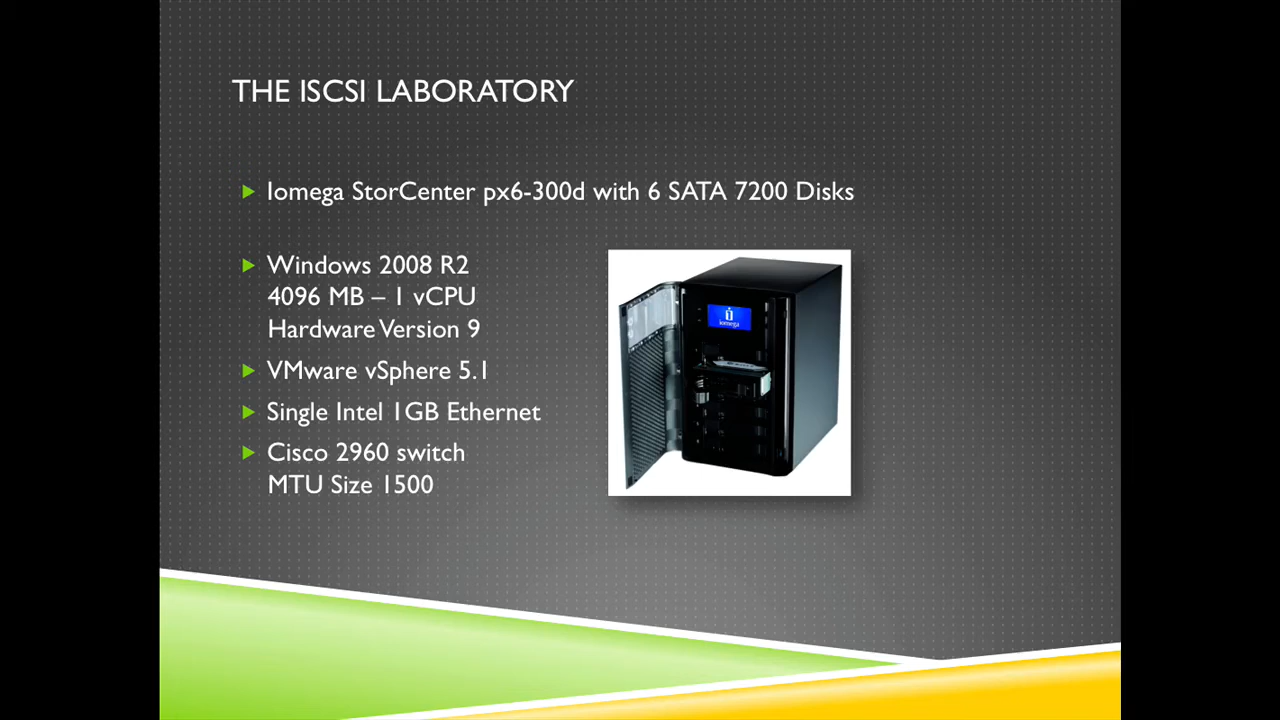 THE ISCSI LABORATORY
Iomega StorCenter px6-300d with 6 SATA 7200 Disks
Windows 2008 R2
4096 MB – 1 vCPU
Hardware Version 9
VMware vSphere 5.1
Single Intel 1GB Ethernet
Cisco 2960 switch
MTU Size 1500
iomega